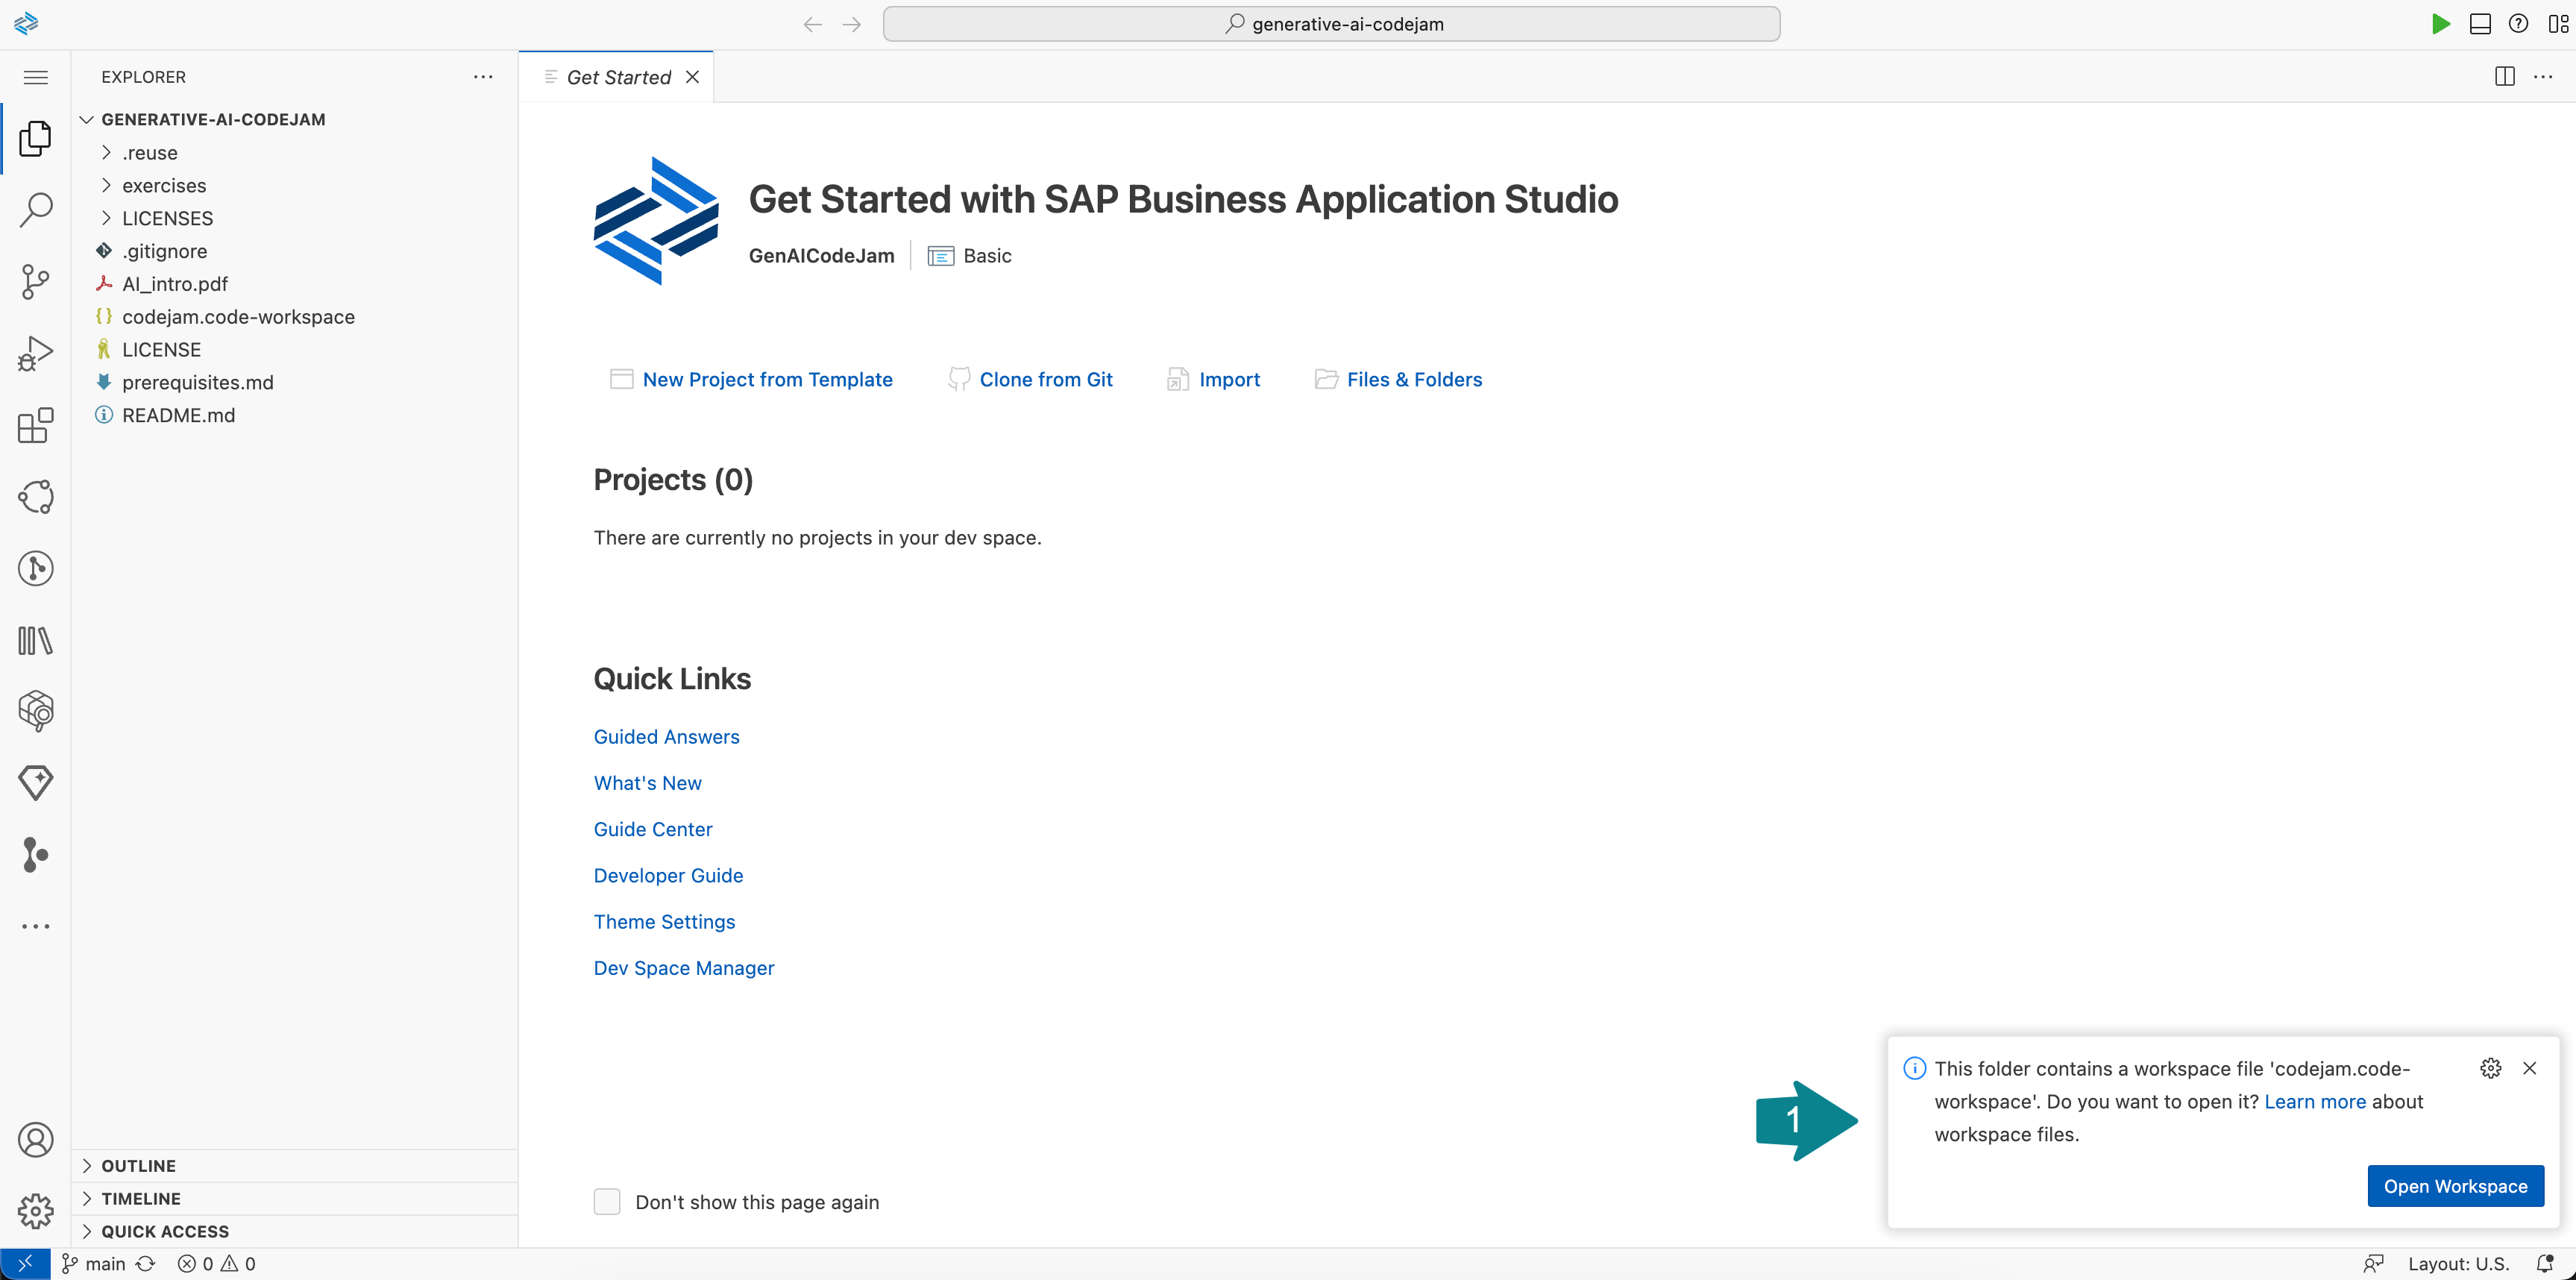 generative-ai-codejam
EXPLORER
Get Started
GENERATIVE-AI-CODEJAM
.reuse
exercises
LICENSES
.gitignore
AI_intro.pdf
codejam.code-workspace
LICENSE
prerequisites.md
README.md
OUTLINE
TIMELINE
QUICK ACCESS
Get Started with SAP Business Application Studio
GenAICodeJam
Basic
New Project from Template
Clone from Git
Import
Files & Folders
Projects (0)
There are currently no projects in your dev space.
Quick Links
Guided Answers
What's New
Guide Center
Developer Guide
Theme Settings
Dev Space Manager
Don't show this page again
1
This folder contains a workspace file 'codejam.code-
workspace'. Do you want to open it? Learn more about
workspace files.
Open Workspace
main
0
0
Layout: U.S.